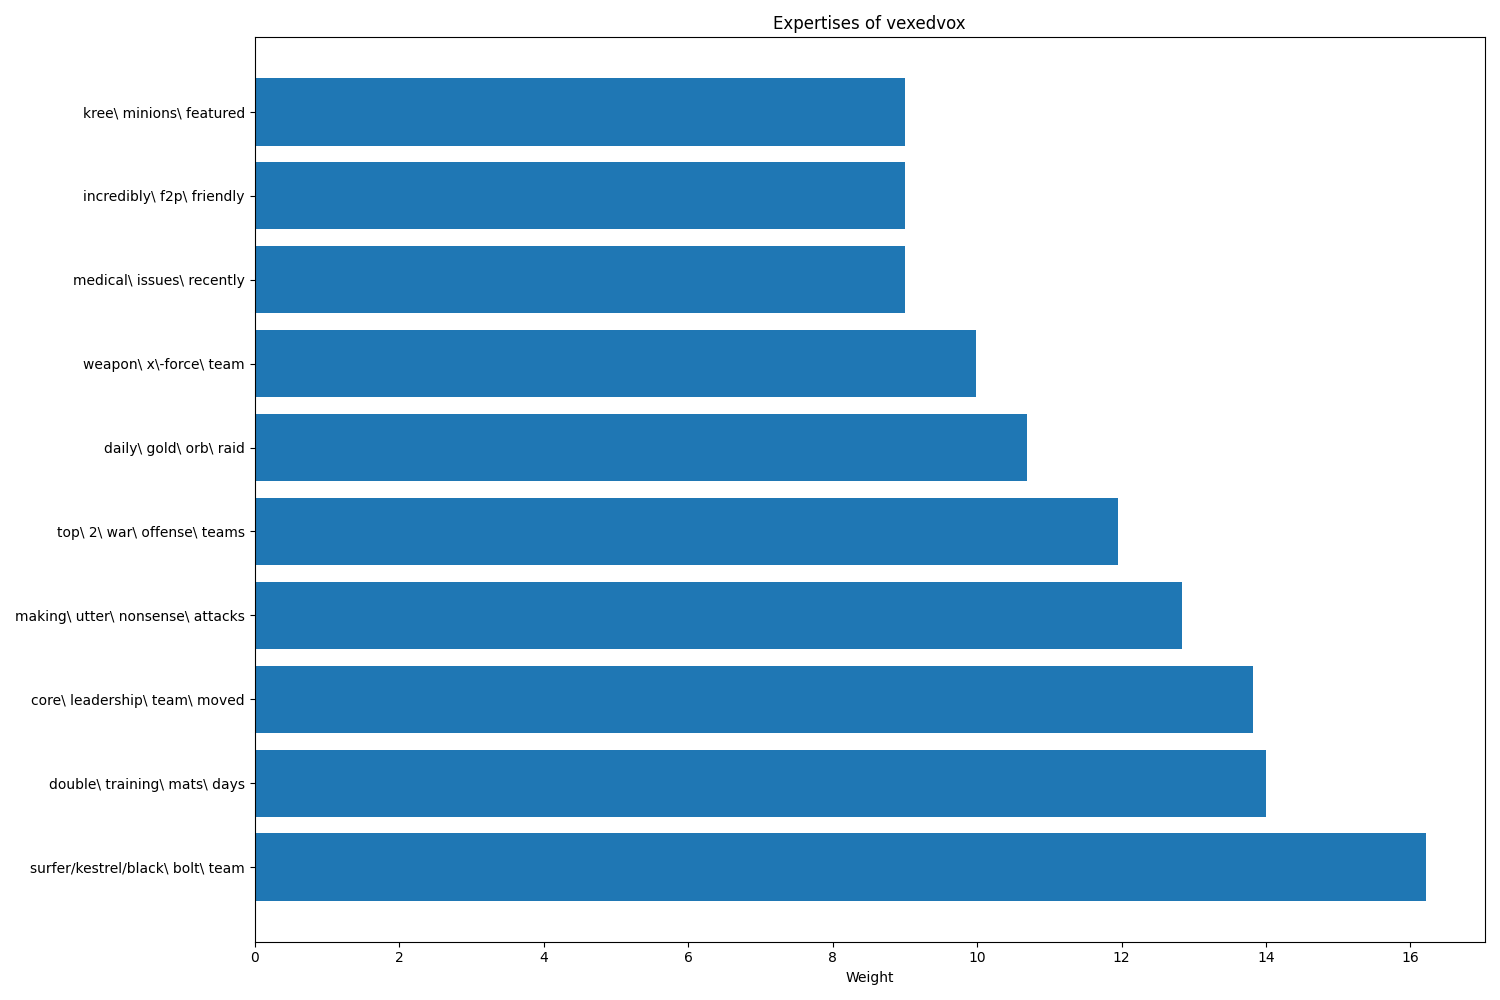 Expertises of vexedvox
kree\ minions\ featured
incredibly\ f2p\ friendly
medical\ issues\ recently
weapon\ x\-force\ team
daily\ gold\ orb\ raid
top\ 2\ war\ offense\ teams
making\ utter\ nonsense\ attacks
core\ leadership\ team\ moved
double\ training\ mats\ days
surfer/kestrel/black\ bolt\ team
0 2 4 6 8 10 12 14 16
Weight